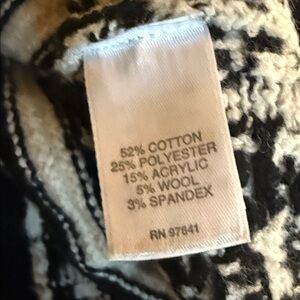 52% COTTON
25% POLYESTER
15% ACRYLIC
5% WOOL
3% SPANDEX
RN 97641